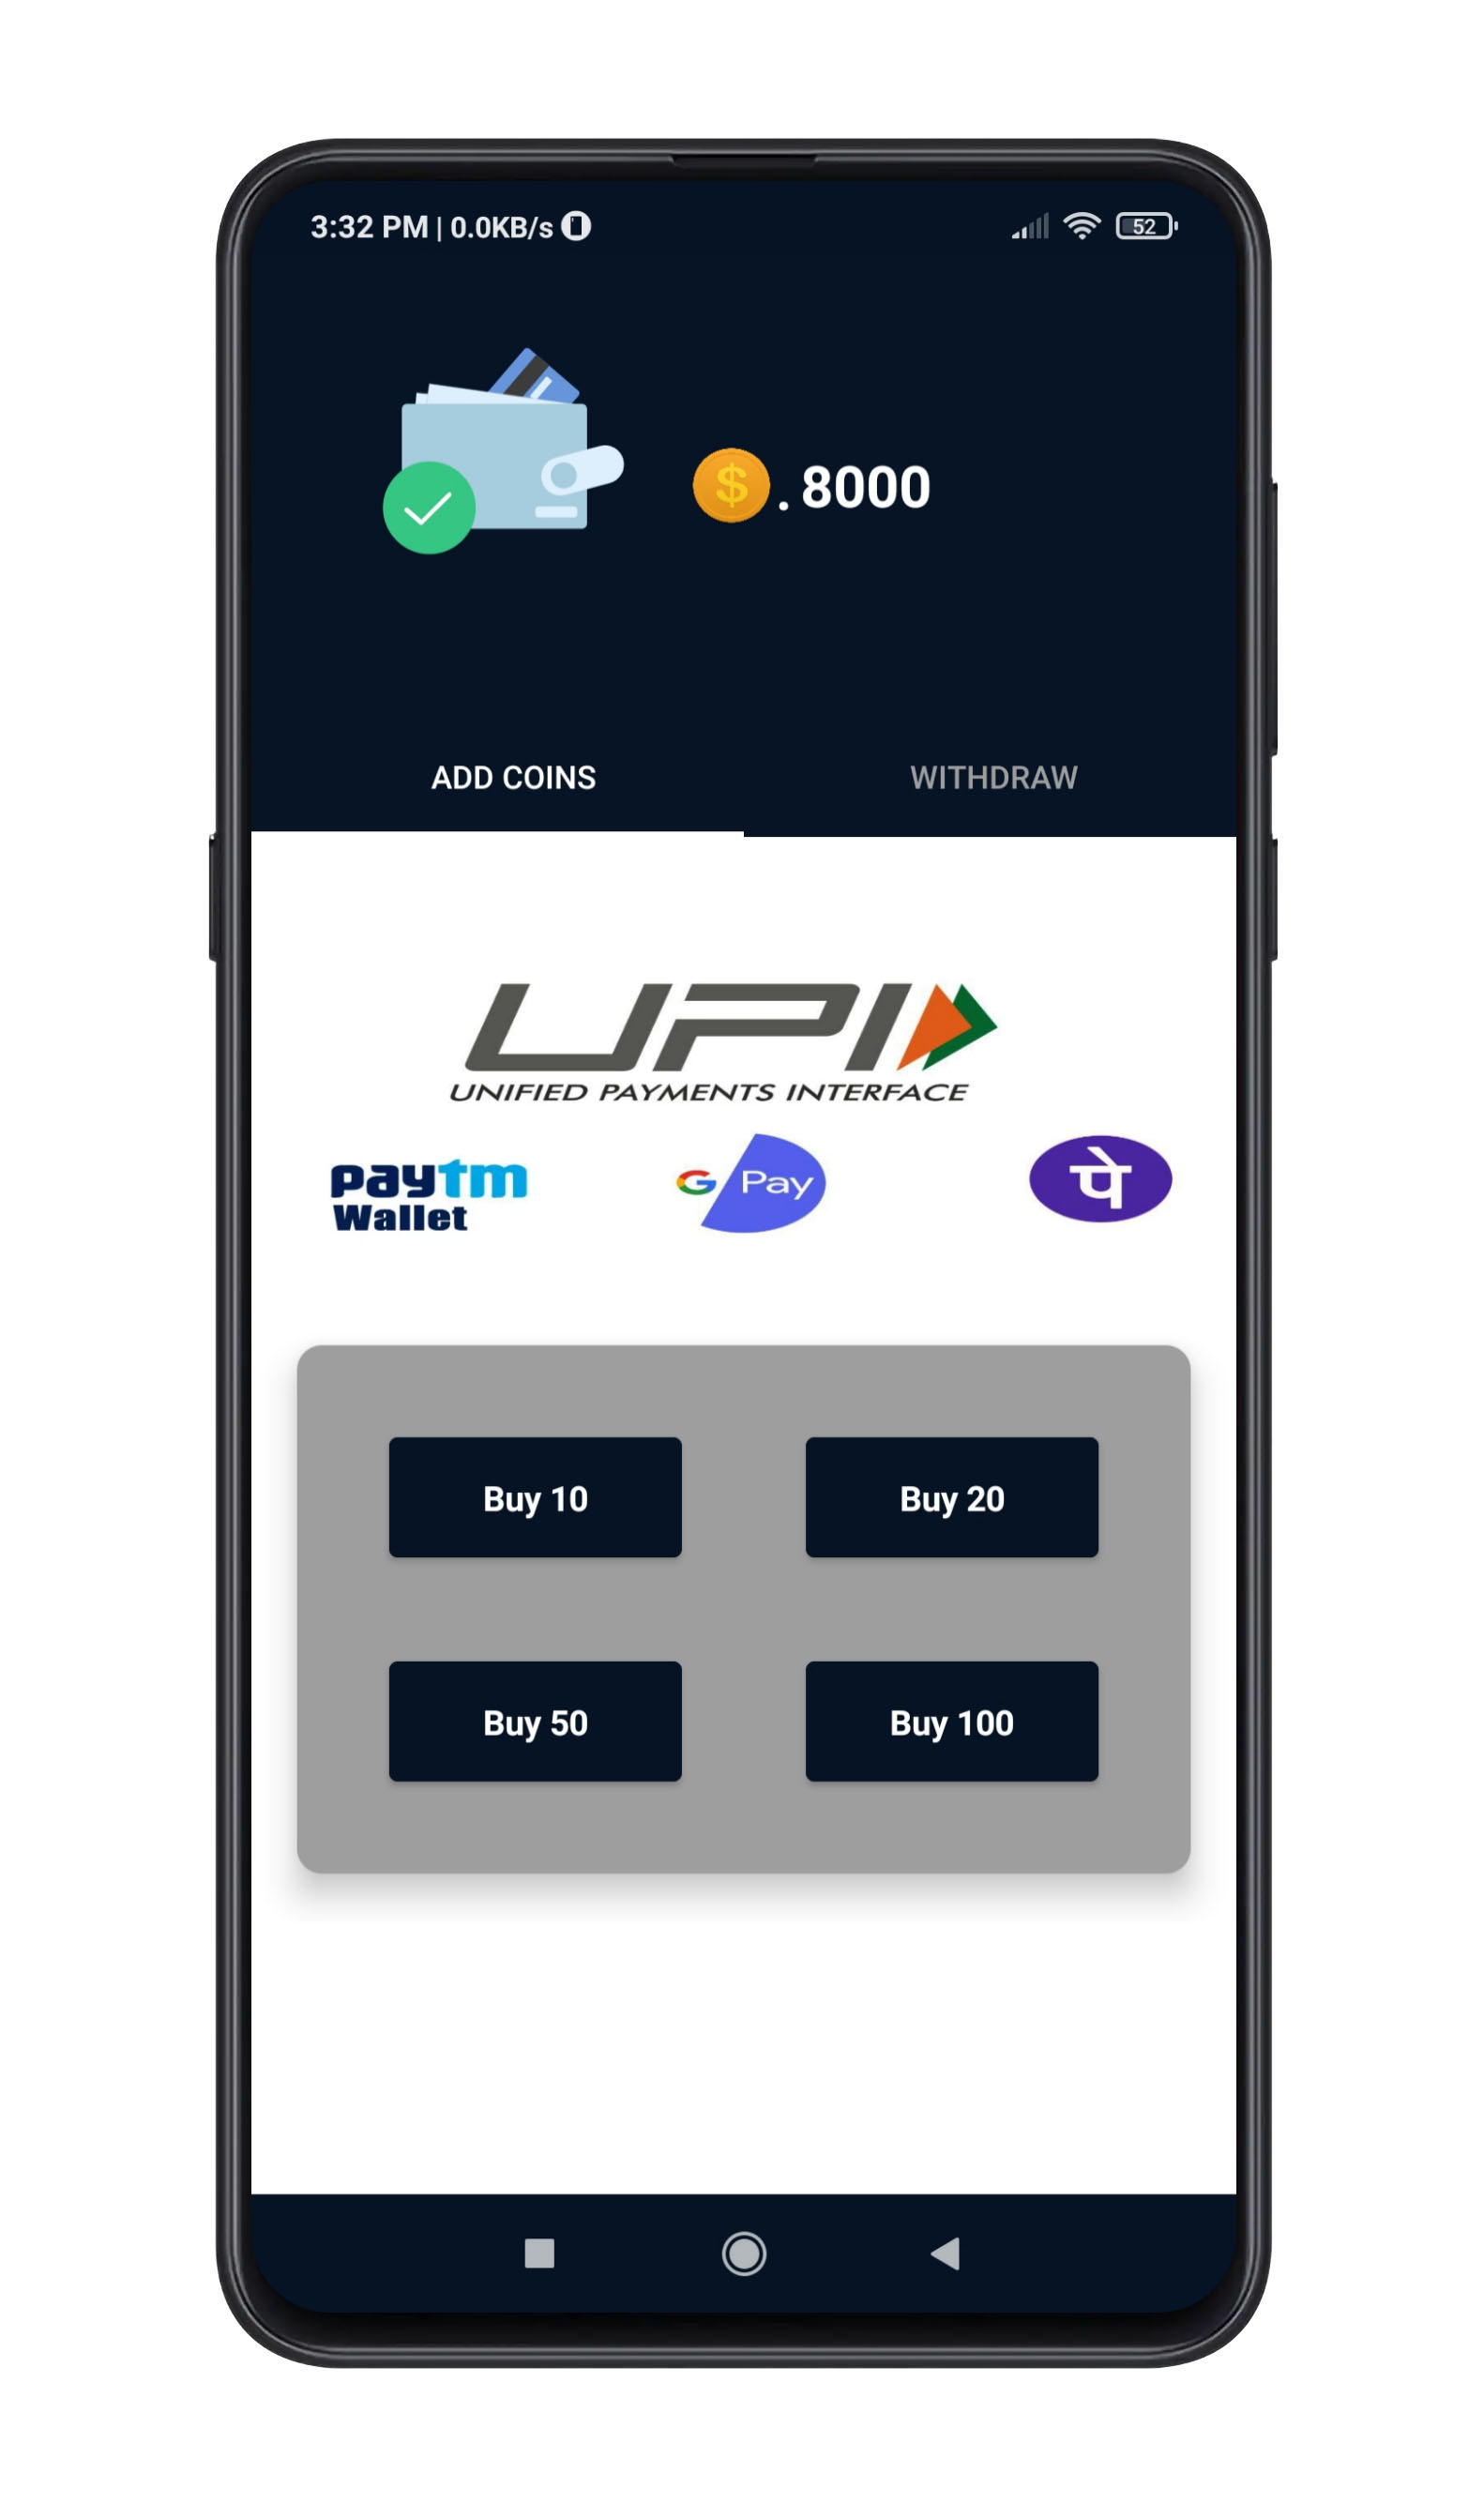 3:32 PM | 0.0KB/s
52
$ . 8000
ADD COINS
WITHDRAW
UPI
UNIFIED PAYMENTS INTERFACE
paytm
Wallet
G Pay
पे
Buy 10
Buy 20
Buy 50
Buy 100